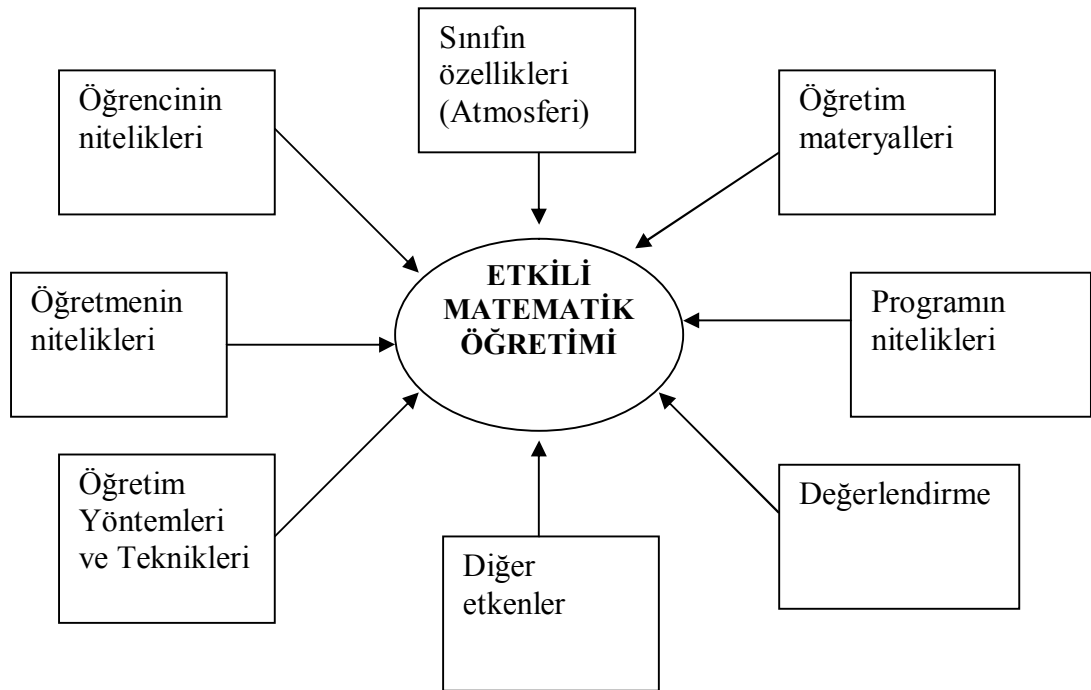 Sınıfın
özellikleri
(Atmosferi)
Öğrencinin
nitelikleri
Öğretim
materyalleri
ETKİLİ
MATEMATİK
ÖĞRETİMİ
Öğretmenin
nitelikleri
Programın
nitelikleri
Öğretim
Yöntemleri
ve Teknikleri
Değerlendirme
Diğer
etkenler